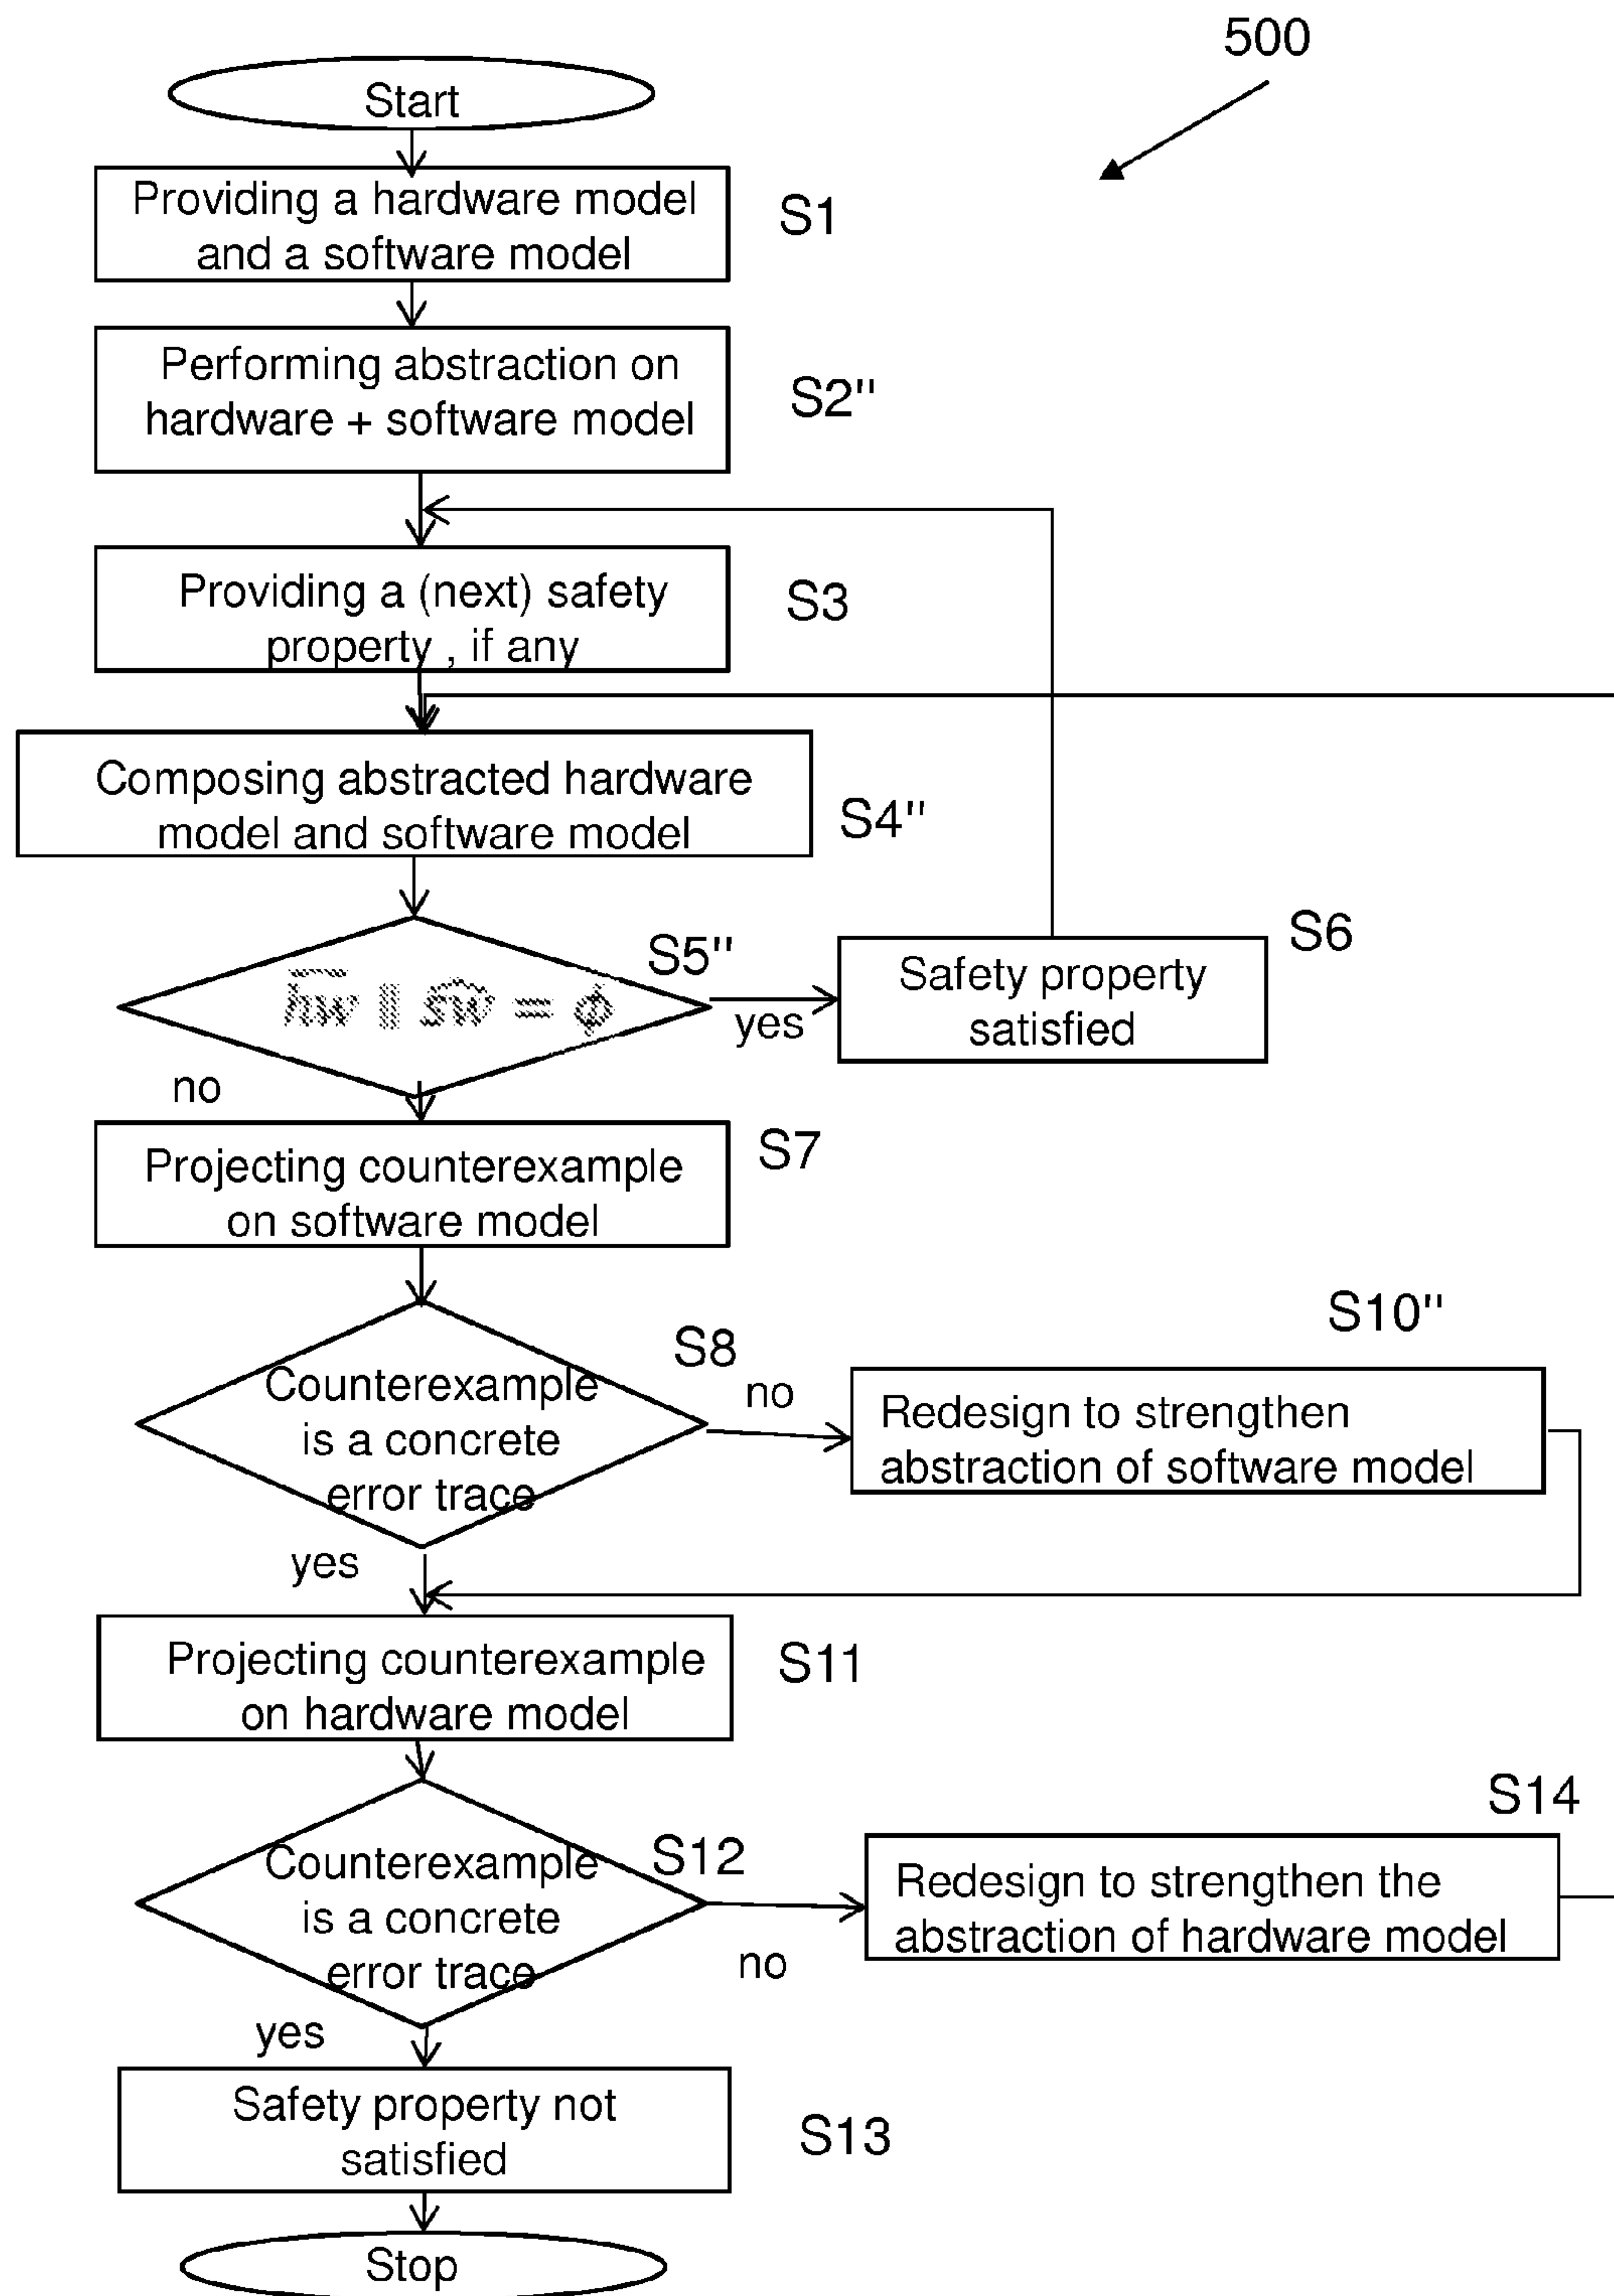 500
Start
Providing a hardware model
and a software model
S1
Performing abstraction on
hardware + software model
S2"
Providing a (next) safety
property , if any
S3
Composing abstracted hardware
model and software model
S4"
S5"
hw || sw = ϕ
yes
no
S6
Safety property
satisfied
Projecting counterexample
on software model
S7
S8
Counterexample
is a concrete
error trace
no
yes
S10"
Redesign to strengthen
abstraction of software model
Projecting counterexample
on hardware model
S11
S12
Counterexample
is a concrete
error trace
no
yes
S14
Redesign to strengthen the
abstraction of hardware model
Safety property not
satisfied
S13
Stop